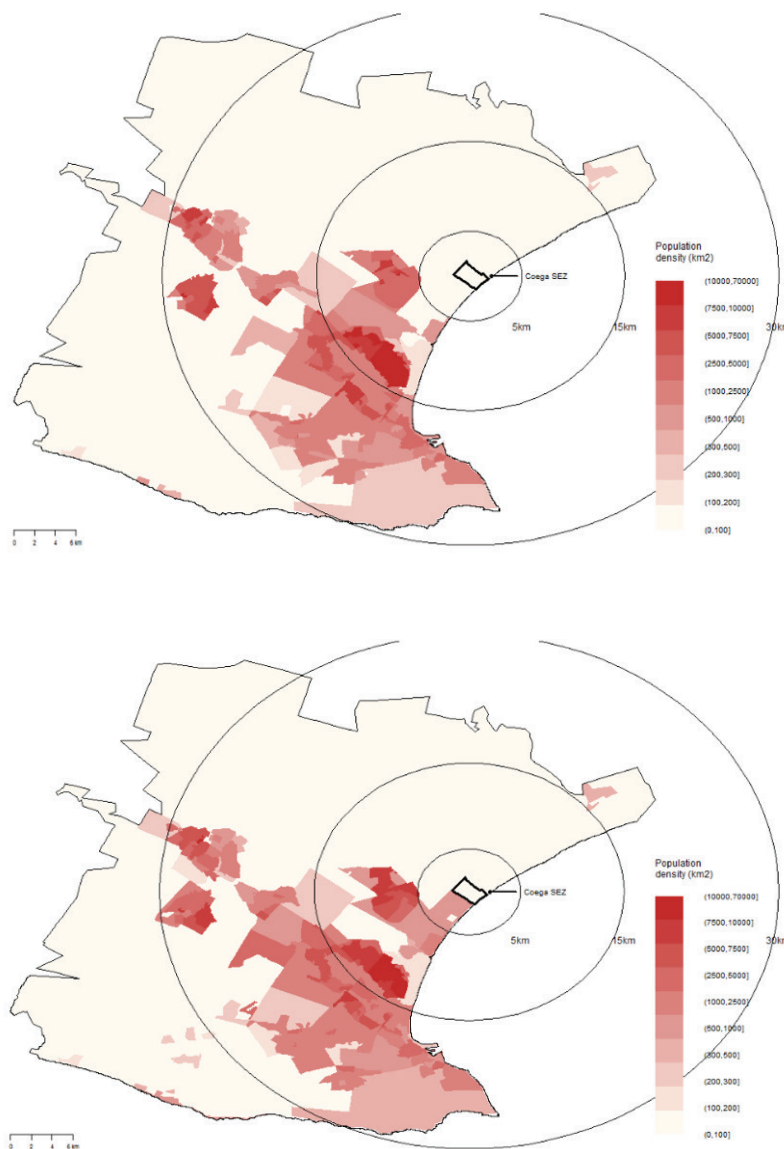 Population
density (km2)
(10000,70000]
(7500,10000]
(5000,7500]
(2500,5000]
(1000,2500]
(500,1000]
(300,500]
(200,300]
(100,200]
(0,100]
Coega SEZ
5km
15km
30km
0 2 4 6 km
Population
density (km2)
(10000,70000]
(7500,10000]
(5000,7500]
(2500,5000]
(1000,2500]
(500,1000]
(300,500]
(200,300]
(100,200]
(0,100]
Coega SEZ
5km
15km
30km
0 2 4 6 km